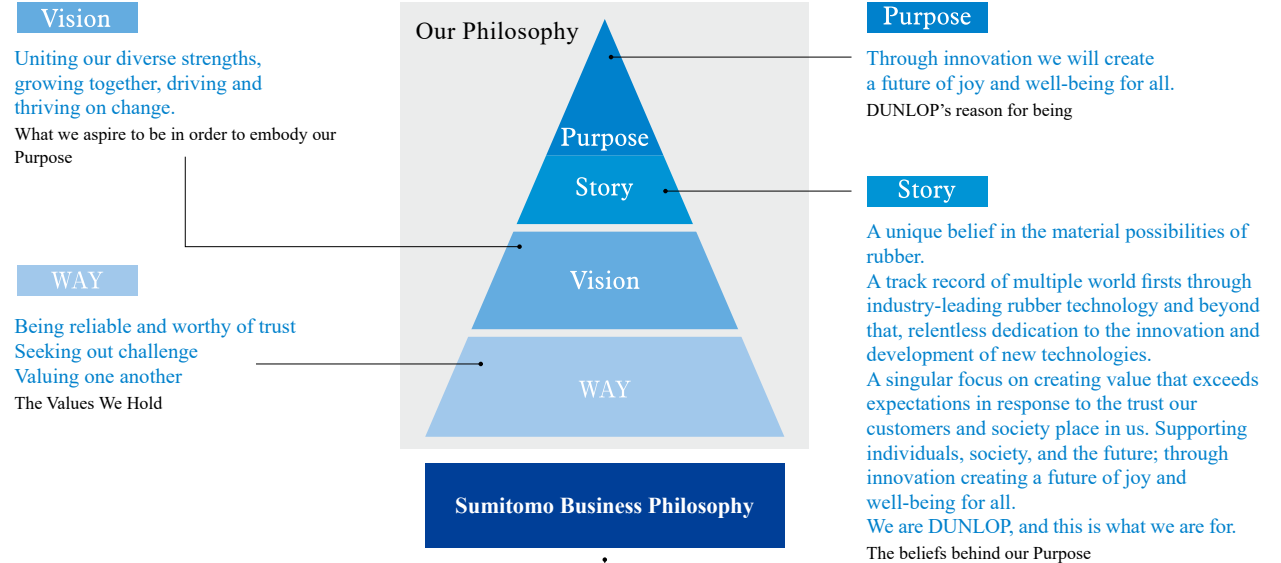 Vision
Uniting our diverse strengths,
growing together, driving and
thriving on change.
What we aspire to be in order to embody our
Purpose
WAY
Being reliable and worthy of trust
Seeking out challenge
Valuing one another
The Values We Hold
Our Philosophy
Purpose
Story
Vision
WAY
Sumitomo Business Philosophy
Purpose
Through innovation we will create
a future of joy and well-being for all.
DUNLOP’s reason for being
Story
A unique belief in the material possibilities of
rubber.
A track record of multiple world firsts through
industry-leading rubber technology and beyond
that, relentless dedication to the innovation and
development of new technologies.
A singular focus on creating value that exceeds
expectations in response to the trust our
customers and society place in us. Supporting
individuals, society, and the future; through
innovation creating a future of joy and
well-being for all.
We are DUNLOP, and this is what we are for.
The beliefs behind our Purpose